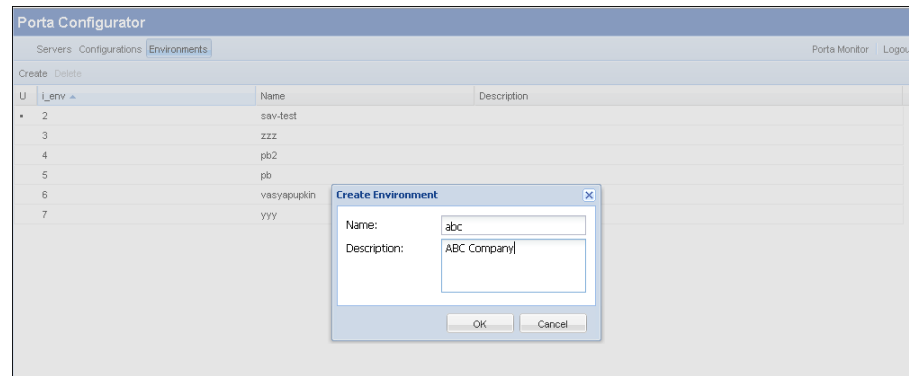 Porta Configurator
Servers Configurations Environments Porta Monitor Logou
Create Delete
U i_env Name Description
2 sav-test
3 zzz
4 pb2
5 pb
6 vasyapupkin
7 yyy
Create Environment
Name: abc
Description: ABC Company
OK Cancel